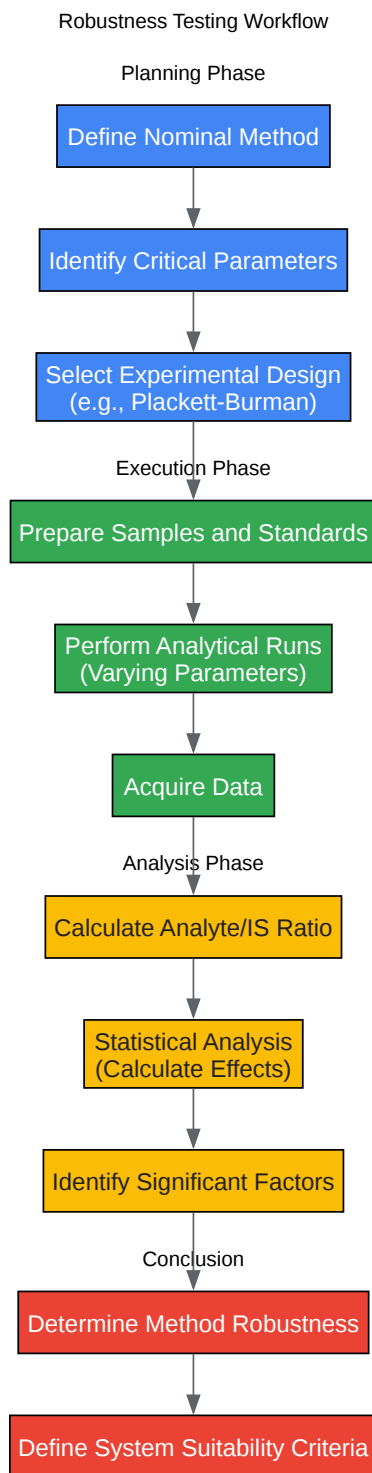 Robustness Testing Workflow
Planning Phase
Define Nominal Method
Identify Critical Parameters
Select Experimental Design
(e.g., Plackett-Burman)
Execution Phase
Prepare Samples and Standards
Perform Analytical Runs
(Varying Parameters)
Acquire Data
Analysis Phase
Calculate Analyte/IS Ratio
Statistical Analysis
(Calculate Effects)
Identify Significant Factors
Conclusion
Determine Method Robustness
Define System Suitability Criteria